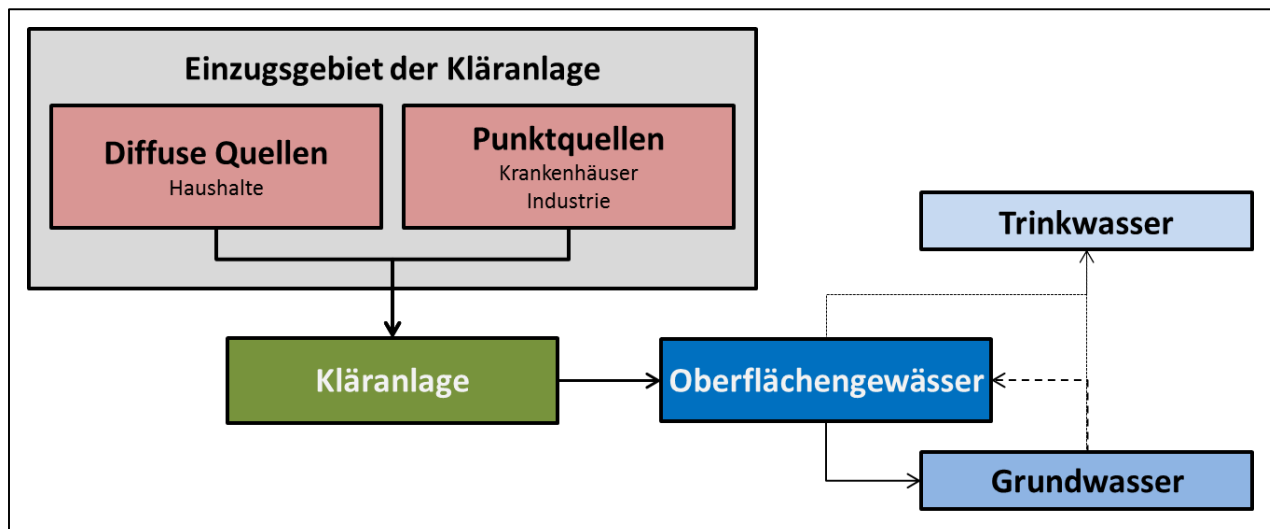 Einzugsgebiet der Kläranlage
Diffuse Quellen
Haushalte
Punktquellen
Krankenhäuser
Industrie
Trinkwasser
Kläranlage
Oberflächengewässer
Grundwasser